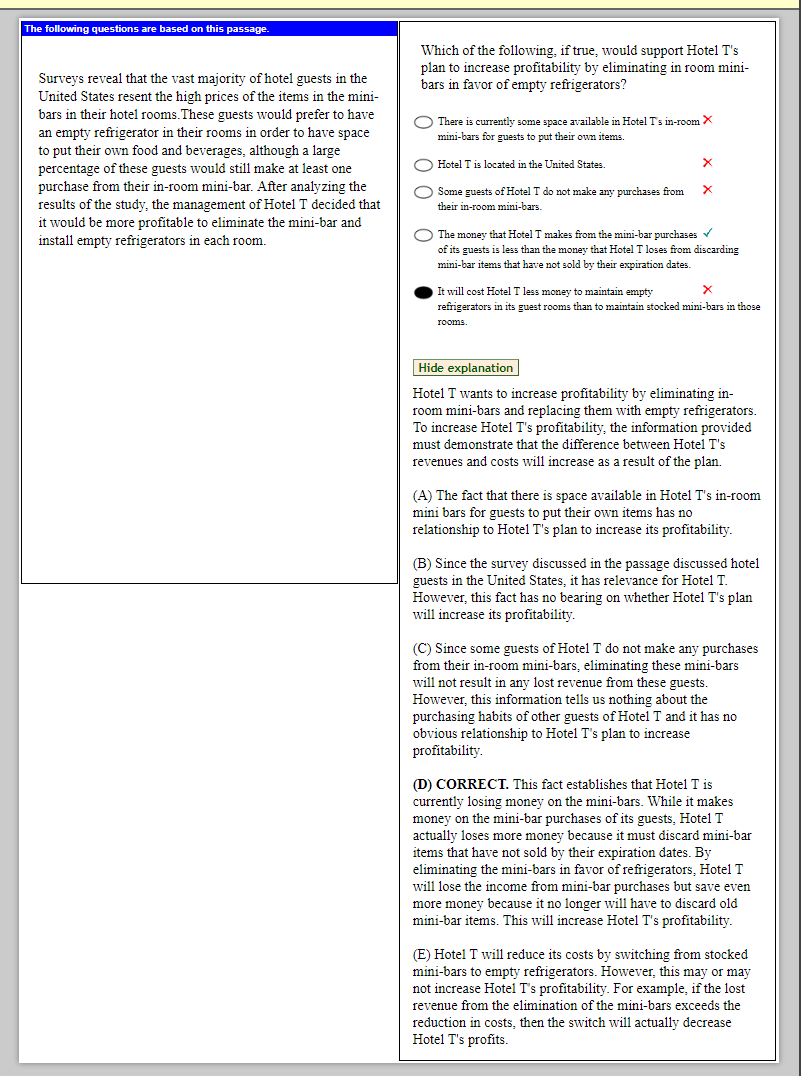 The following questions are based on this passage.
Surveys reveal that the vast majority of hotel guests in the
United States resent the high prices of the items in the mini-
bars in their hotel rooms.These guests would prefer to have
an empty refrigerator in their rooms in order to have space
to put their own food and beverages, although a large
percentage of these guests would still make at least one
purchase from their in-room mini-bar. After analyzing the
results of the study, the management of Hotel T decided that
it would be more profitable to eliminate the mini-bar and
install empty refrigerators in each room.
Which of the following, if true, would support Hotel T's
plan to increase profitability by eliminating in room mini-
bars in favor of empty refrigerators?
There is currently some space available in Hotel T's in-room
mini-bars for guests to put their own items.
Hotel T is located in the United States.
Some guests of Hotel T do not make any purchases from
their in-room mini-bars.
The money that Hotel T makes from the mini-bar purchases
of its guests is less than the money that Hotel T loses from discarding
mini-bar items that have not sold by their expiration dates.
It will cost Hotel T less money to maintain empty
refrigerators in its guest rooms than to maintain stocked mini-bars in those
rooms.
Hide explanation
Hotel T wants to increase profitability by eliminating in-
room mini-bars and replacing them with empty refrigerators.
To increase Hotel T's profitability, the information provided
must demonstrate that the difference between Hotel T's
revenues and costs will increase as a result of the plan.
(A) The fact that there is space available in Hotel T's in-room
mini bars for guests to put their own items has no
relationship to Hotel T's plan to increase its profitability.
(B) Since the survey discussed in the passage discussed hotel
guests in the United States, it has relevance for Hotel T.
However, this fact has no bearing on whether Hotel T's plan
will increase its profitability.
(C) Since some guests of Hotel T do not make any purchases
from their in-room mini-bars, eliminating these mini-bars
will not result in any lost revenue from these guests.
However, this information tells us nothing about the
purchasing habits of other guests of Hotel T and it has no
obvious relationship to Hotel T's plan to increase
profitability.
(D) CORRECT. This fact establishes that Hotel T is
currently losing money on the mini-bars. While it makes
money on the mini-bar purchases of its guests, Hotel T
actually loses more money because it must discard mini-bar
items that have not sold by their expiration dates. By
eliminating the mini-bars in favor of refrigerators, Hotel T
will lose the income from mini-bar purchases but save even
more money because it no longer will have to discard old
mini-bar items. This will increase Hotel T's profitability.
(E) Hotel T will reduce its costs by switching from stocked
mini-bars to empty refrigerators. However, this may or may
not increase Hotel T's profitability. For example, if the lost
revenue from the elimination of the mini-bars exceeds the
reduction in costs, then the switch will actually decrease
Hotel T's profits.